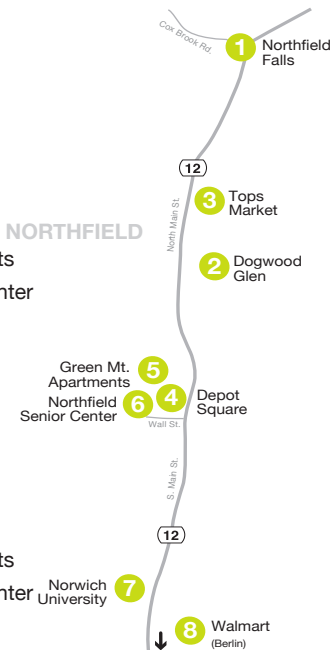 Cox Brook Rd.
1
Northfield
Falls
12
3
Tops
Market
North Main St.
NORTHFIELD
2
Dogwood
Glen
ts
nter
5
Green Mt.
Apartments
4
Depot
Square
6
Northfield
Senior Center
Wall St.
S. Main St.
12
ts
nter
7
Norwich
University
8
Walmart
(Berlin)